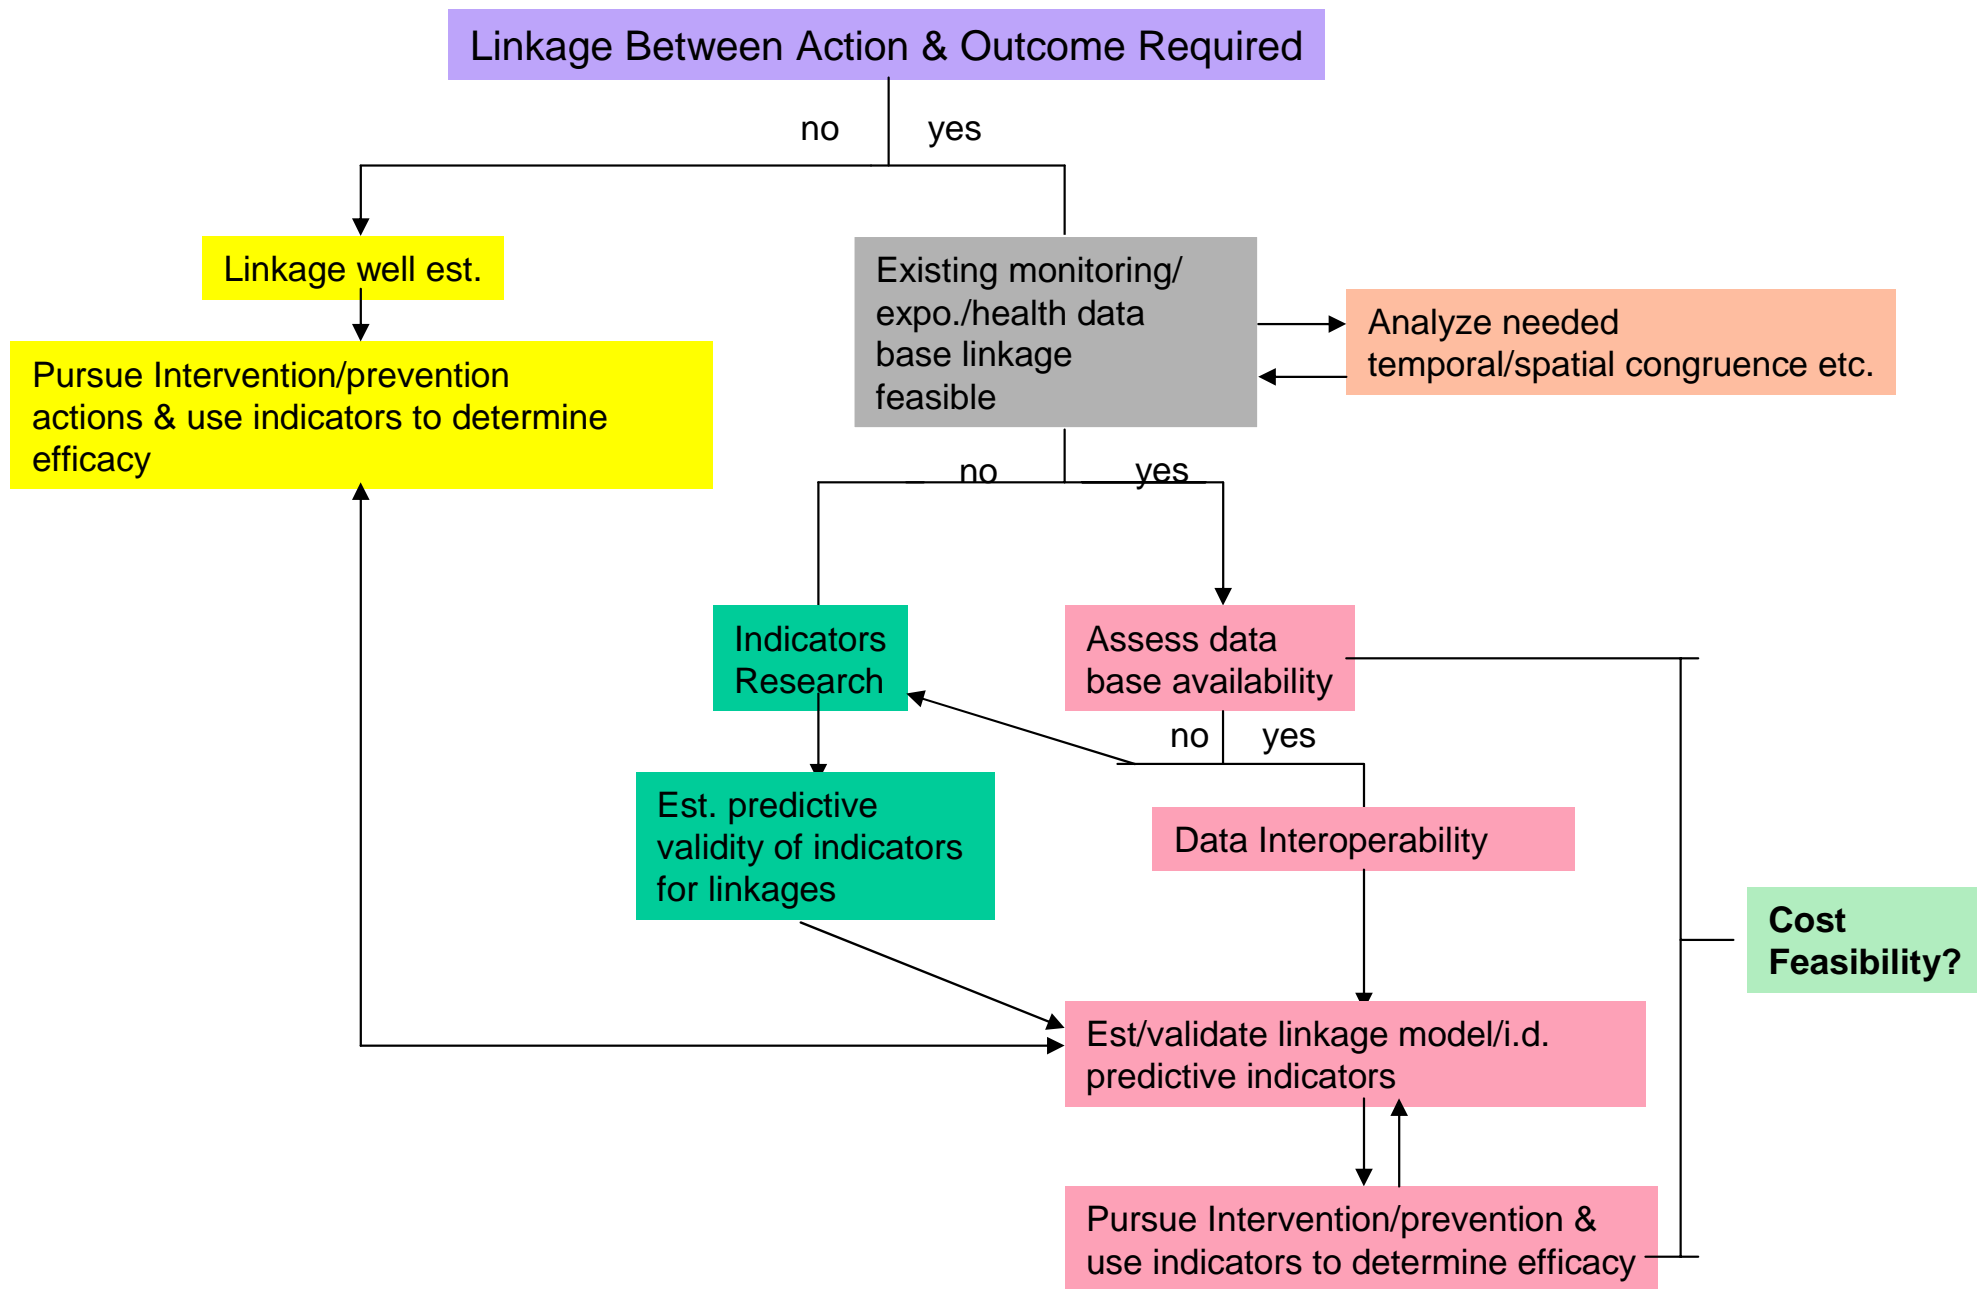 Linkage Between Action & Outcome Required
no
yes
Linkage well est.
Existing monitoring/
expo./health data
base linkage
feasible
Analyze needed
temporal/spatial congruence etc.
Pursue Intervention/prevention
actions & use indicators to determine
efficacy
no
yes
Indicators
Research
Assess data
base availability
no
yes
Est. predictive
validity of indicators
for linkages
Data Interoperability
Cost
Feasibility?
Est/validate linkage model/i.d.
predictive indicators
Pursue Intervention/prevention &
use indicators to determine efficacy